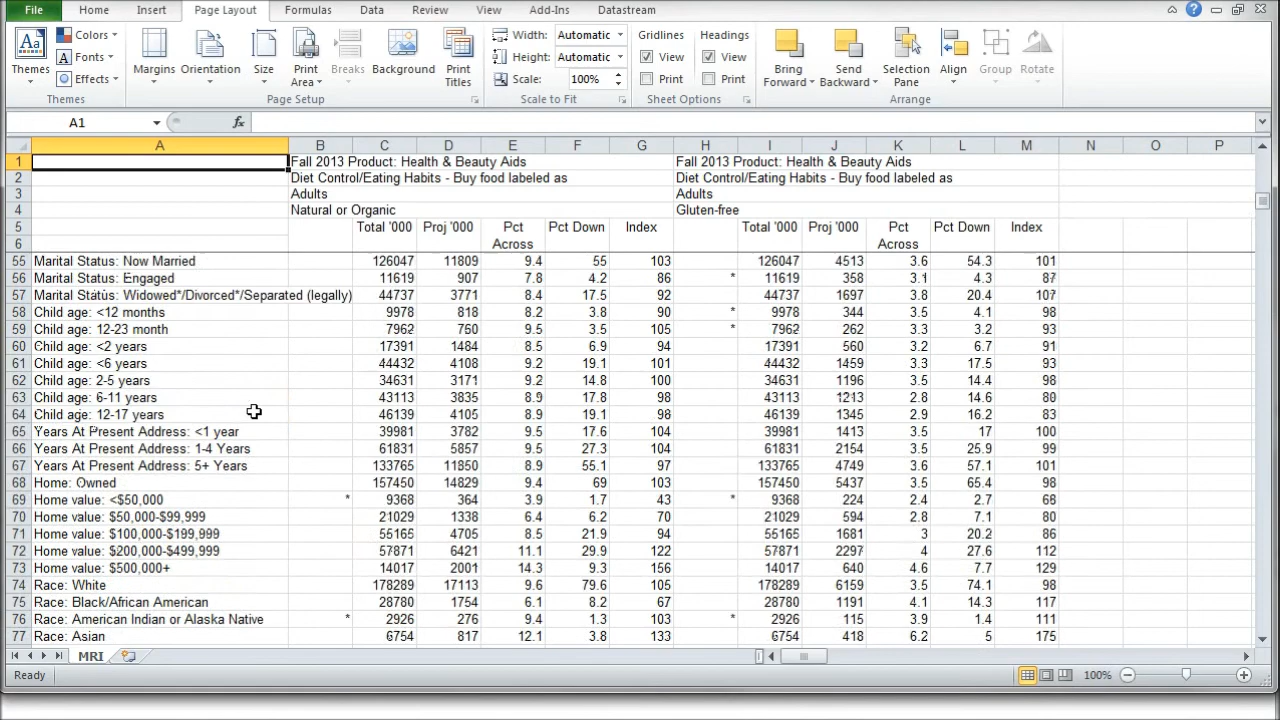 File Home Insert Page Layout Formulas Data Review View Add-Ins Datastream
Colors Width: Automatic Gridlines Headings
Fonts Height: Automatic View View
Themes Effects Margins Orientation Size Print Area Breaks Background Print Titles Scale: 100% Print Print Bring Forward Send Backward Selection Pane Align Group Rotate
Themes Page Setup Scale to Fit Sheet Options Arrange
A1 fx
A B C D E F G H I J K L M N O P
1 Fall 2013 Product: Health & Beauty Aids Fall 2013 Product: Health & Beauty Aids
2 Diet Control/Eating Habits - Buy food labeled as Diet Control/Eating Habits - Buy food labeled as
3 Adults Adults
4 Natural or Organic Gluten-free
5 Total '000 Proj '000 Pct Pct Down Index Total '000 Proj '000 Pct Pct Down Index
6 Across Across
55 Marital Status: Now Married 126047 11809 9.4 55 103 126047 4513 3.6 54.3 101
56 Marital Status: Engaged 11619 907 7.8 4.2 86 * 11619 358 3.1 4.3 87
57 Marital Status: Widowed*/Divorced*/Separated (legally) 44737 3771 8.4 17.5 92 44737 1697 3.8 20.4 107
58 Child age: <12 months 9978 818 8.2 3.8 90 * 9978 344 3.5 4.1 98
59 Child age: 12-23 month 7962 760 9.5 3.5 105 * 7962 262 3.3 3.2 93
60 Child age: <2 years 17391 1484 8.5 6.9 94 17391 560 3.2 6.7 91
61 Child age: <6 years 44432 4108 9.2 19.1 101 44432 1459 3.3 17.5 93
62 Child age: 2-5 years 34631 3171 9.2 14.8 100 34631 1196 3.5 14.4 98
63 Child age: 6-11 years 43113 3835 8.9 17.8 98 43113 1213 2.8 14.6 80
64 Child age: 12-17 years 46139 4105 8.9 19.1 98 46139 1345 2.9 16.2 83
65 Years At Present Address: <1 year 39981 3782 9.5 17.6 104 39981 1413 3.5 17 100
66 Years At Present Address: 1-4 Years 61831 5857 9.5 27.3 104 61831 2154 3.5 25.9 99
67 Years At Present Address: 5+ Years 133765 11850 8.9 55.1 97 133765 4749 3.6 57.1 101
68 Home: Owned 157450 14829 9.4 69 103 157450 5437 3.5 65.4 98
69 Home value: <$50,000 * 9368 364 3.9 1.7 43 * 9368 224 2.4 2.7 68
70 Home value: $50,000-$99,999 21029 1338 6.4 6.2 70 21029 594 2.8 7.1 80
71 Home value: $100,000-$199,999 55165 4705 8.5 21.9 94 55165 1681 3 20.2 86
72 Home value: $200,000-$499,999 57871 6421 11.1 29.9 122 57871 2297 4 27.6 112
73 Home value: $500,000+ 14017 2001 14.3 9.3 156 14017 640 4.6 7.7 129
74 Race: White 178289 17113 9.6 79.6 105 178289 6159 3.5 74.1 98
75 Race: Black/African American 28780 1754 6.1 8.2 67 28780 1191 4.1 14.3 117
76 Race: American Indian or Alaska Native * 2926 276 9.4 1.3 103 * 2926 115 3.9 1.4 111
77 Race: Asian 6754 817 12.1 3.8 133 6754 418 6.2 5 175
MRI
Ready 100%